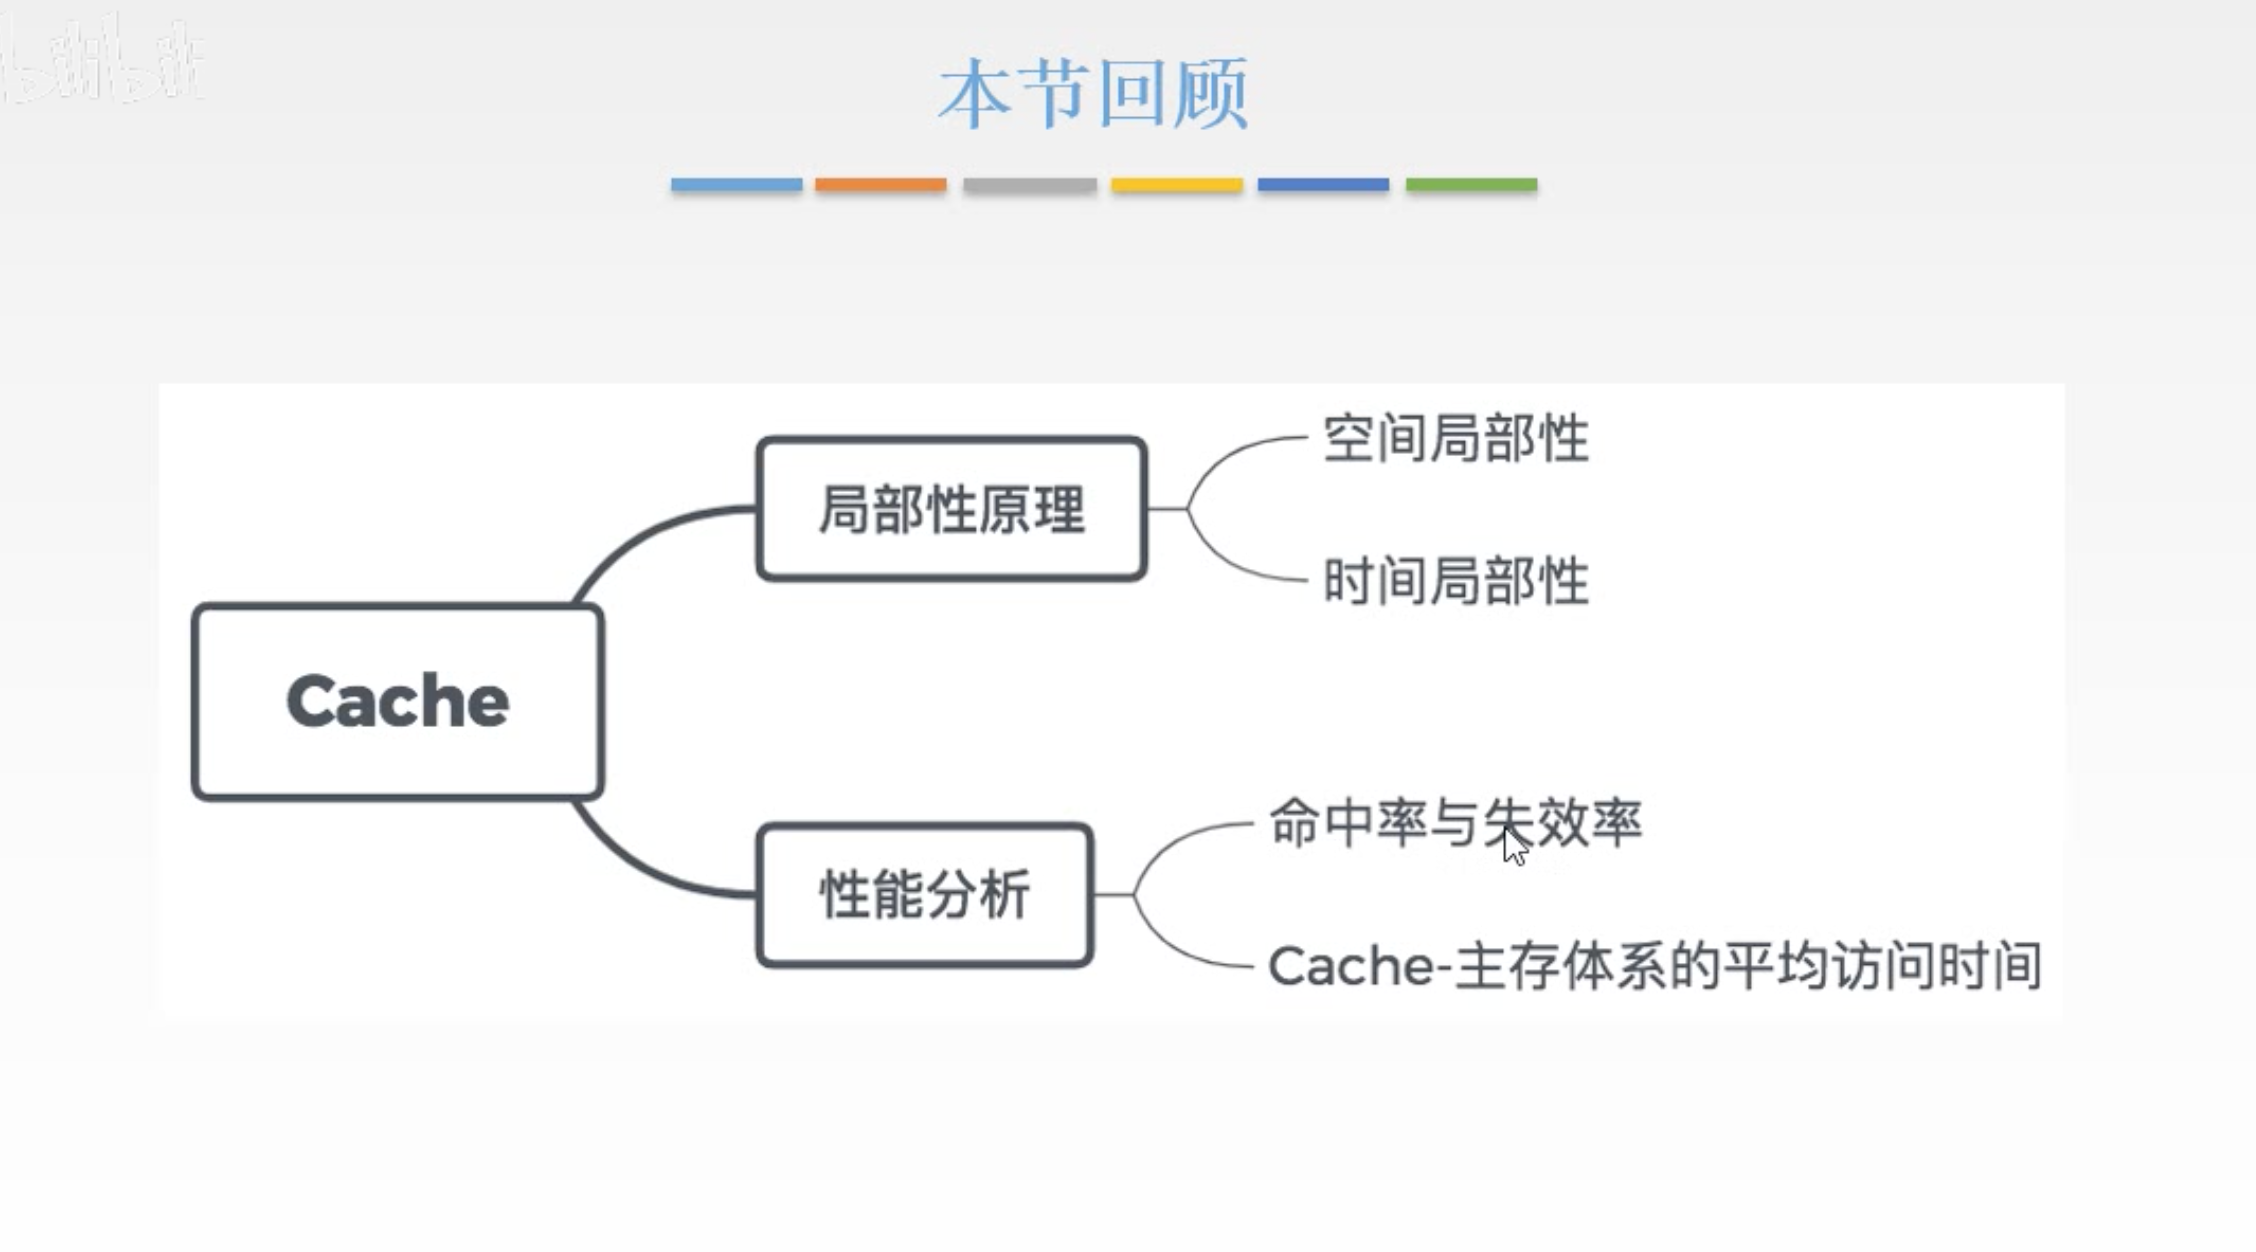 bilibili
本节回顾
空间局部性
局部性原理
时间局部性
Cache
命中率与失效率
性能分析
Cache-主存体系的平均访问时间